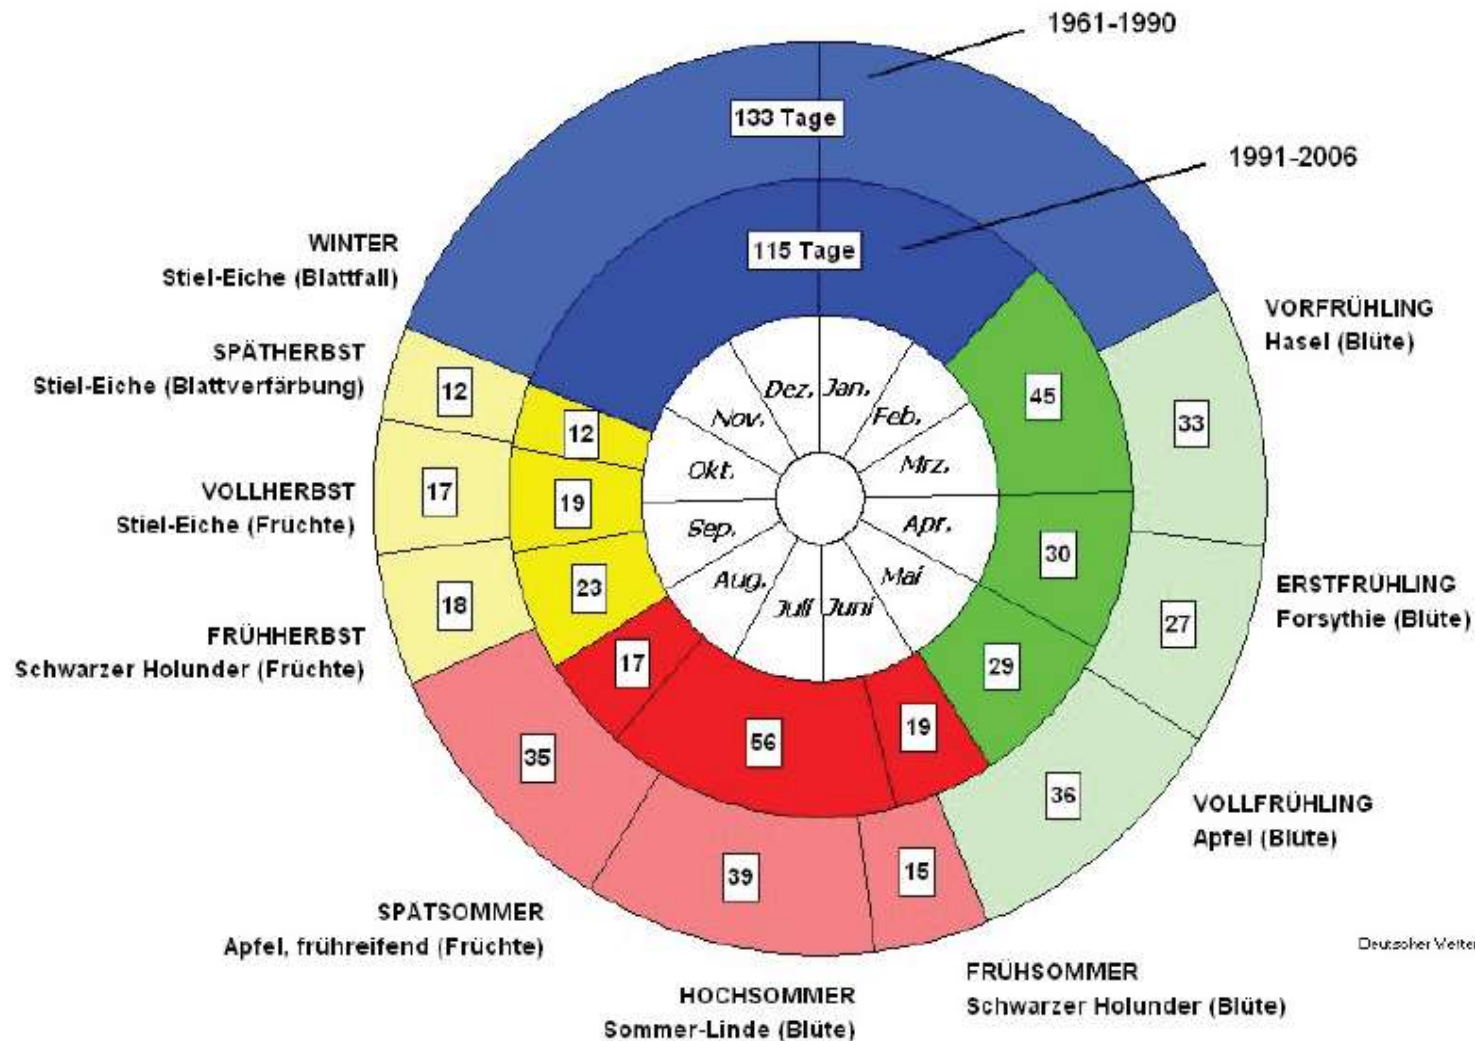 1961-1990
133 Tage
1991-2006
115 Tage
WINTER
Stiel-Eiche (Blattfall)
VORFRÜHLING
Hasel (Blüte)
SPÄTHERBST
Stiel-Eiche (Blattverfärbung)
12
12
45
33
Dez.
Jan.
Nov.
Feb.
Okt.
Mrz.
VOLLHERBST
Stiel-Eiche (Früchte)
17
19
Sep.
Apr.
30
ERSTFRÜHLING
Forsythie (Blüte)
27
Aug.
Mai
Juli
Juni
18
23
FRÜHHERBST
Schwarzer Holunder (Früchte)
17
29
56
19
35
36
VOLLFRÜHLING
Apfel (Blüte)
39
15
SPÄTSOMMER
Apfel, frühreifend (Früchte)
Deutscher Wetter
FRÜHSOMMER
Schwarzer Holunder (Blüte)
HOCHSOMMER
Sommer-Linde (Blüte)